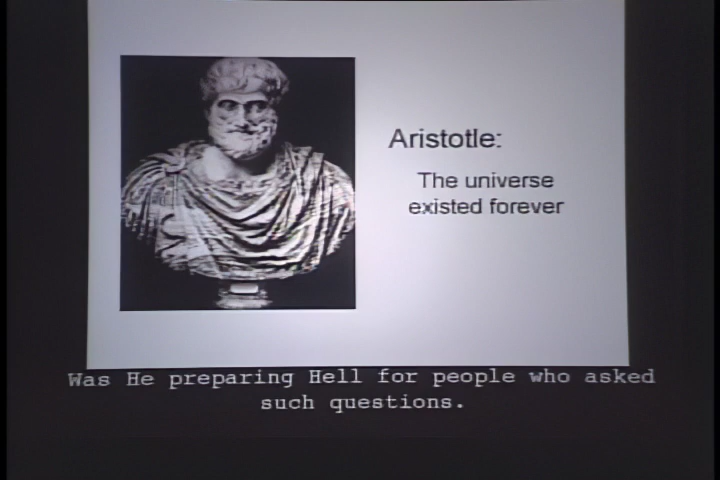 Aristotle:
The universe
existed forever
Was He preparing Hell for people who asked
such questions.